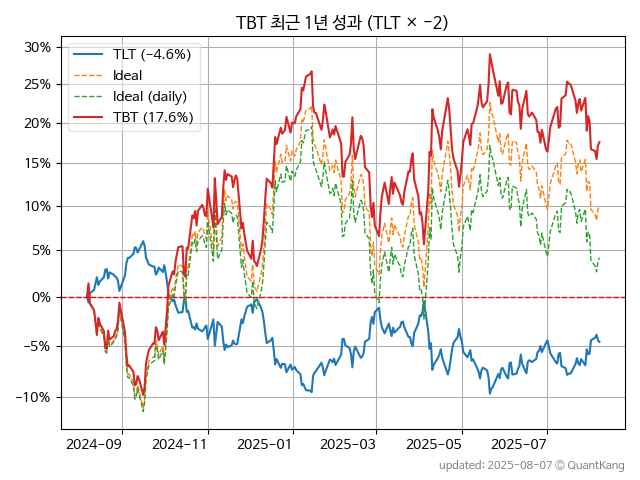 TBT 최근 1년 성과 (TLT × −2)
TLT (−4.6%)
Ideal
Ideal (daily)
TBT (17.6%)
30%
25%
20%
15%
10%
5%
0%
−5%
−10%
2024-09
2024-11
2025-01
2025-03
2025-05
2025-07
updated: 2025-08-07 © QuantKang